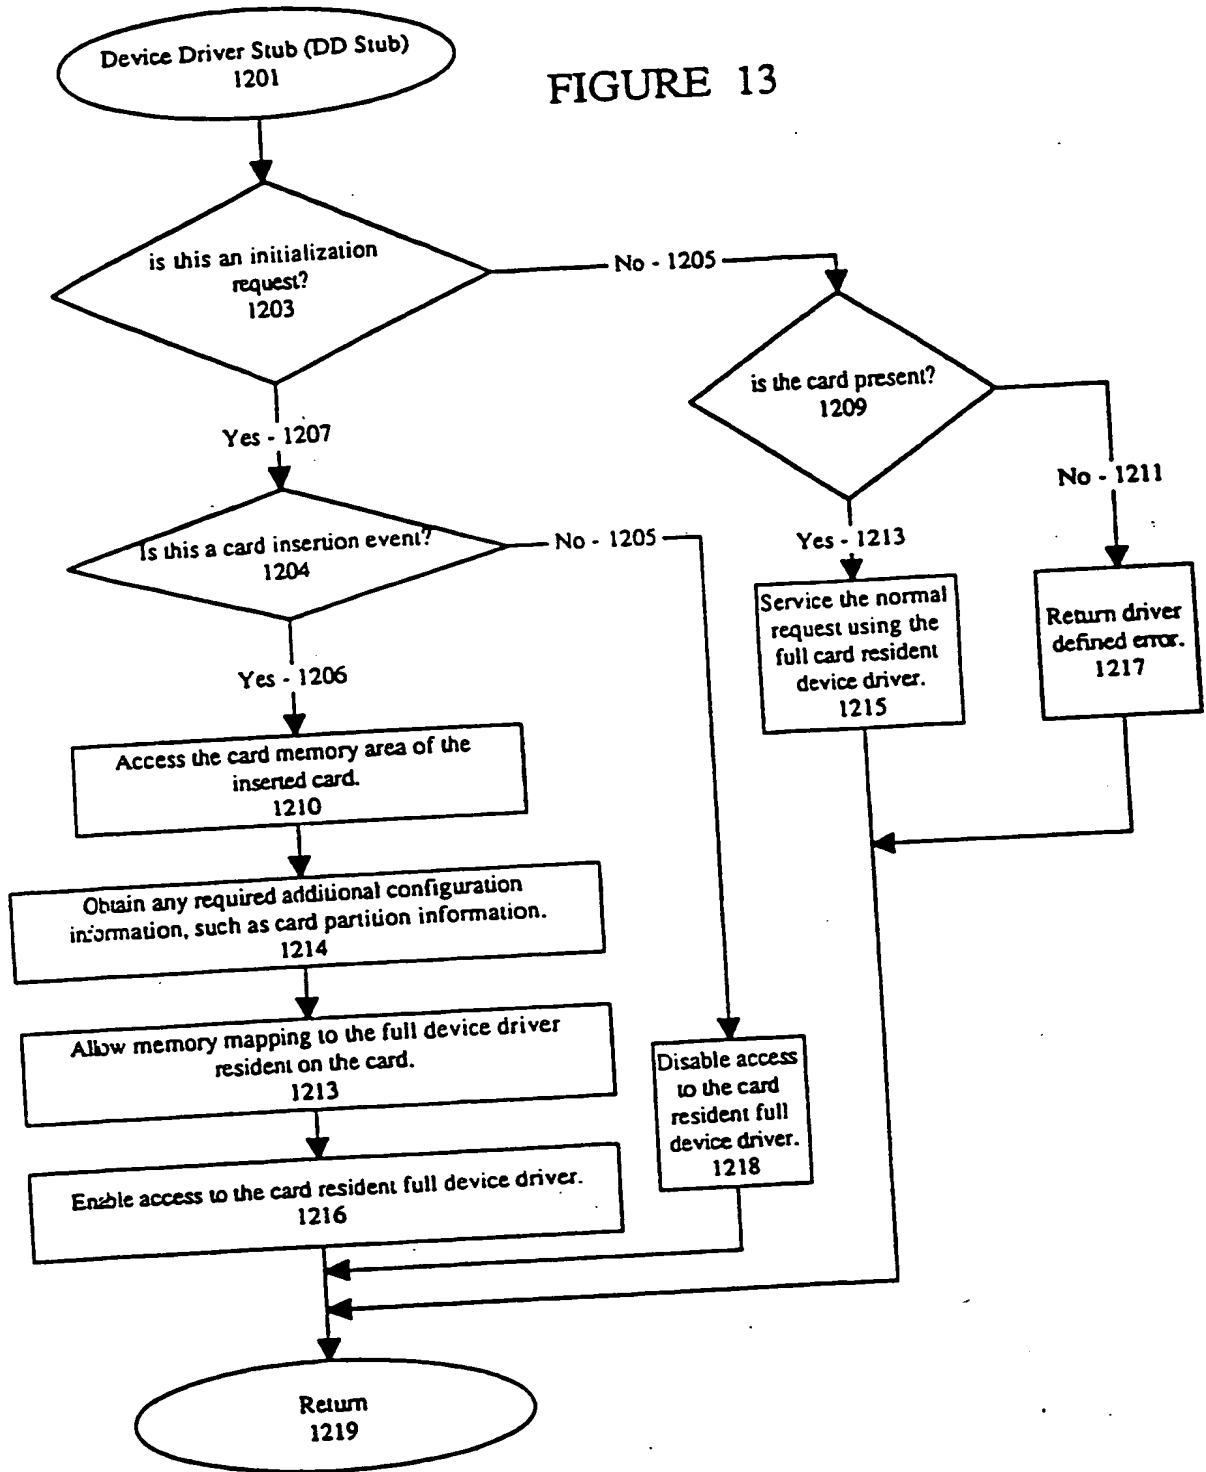 Device Driver Stub (DD Stub)
1201
FIGURE 13
is this an initialization
request?
1203
No - 1205
is the card present?
1209
Yes - 1207
No - 1211
Is this a card insertion event?
1204
No - 1205
Yes - 1213
Service the normal
request using the
full card resident
device driver.
1215
Return driver
defined error.
1217
Yes - 1206
Access the card memory area of the
inserted card.
1210
Obtain any required additional configuration
information, such as card partition information.
1214
Allow memory mapping to the full device driver
resident on the card.
1213
Disable access
to the card
resident full
device driver.
1218
Enable access to the card resident full device driver.
1216
Return
1219